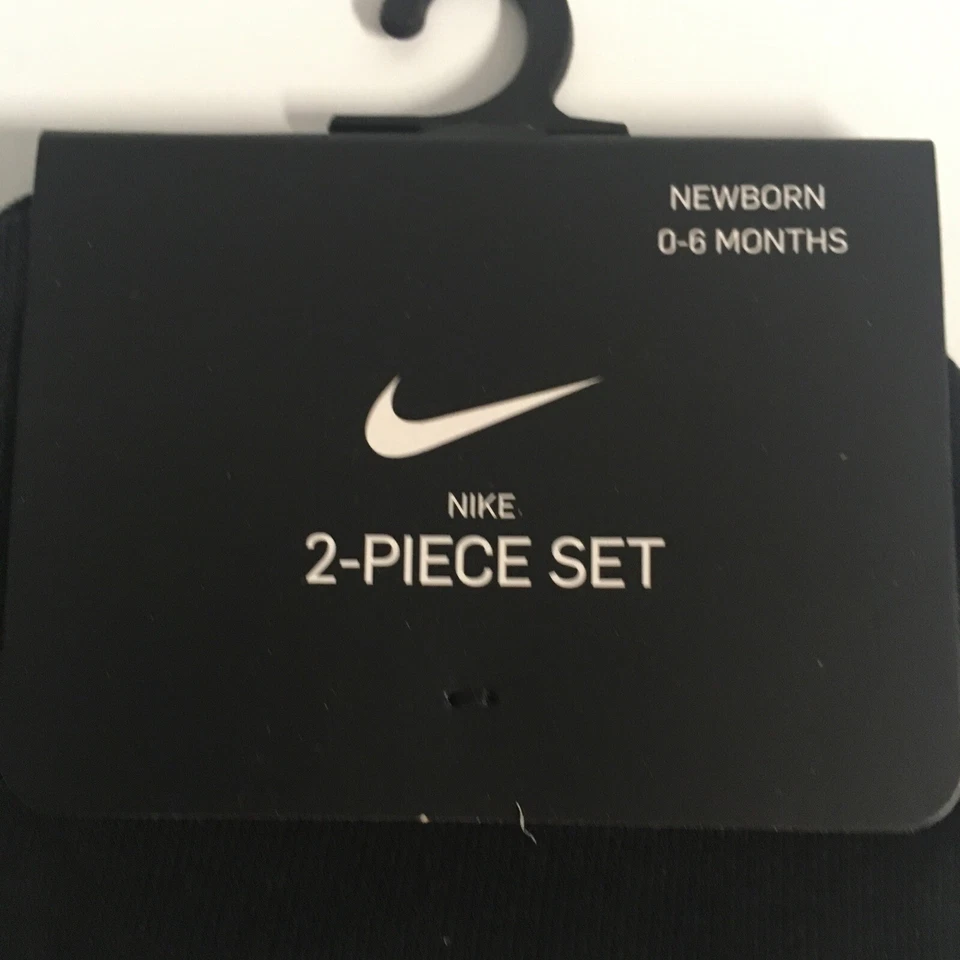 NEWBORN
0-6 MONTHS
NIKE
2-PIECE SET